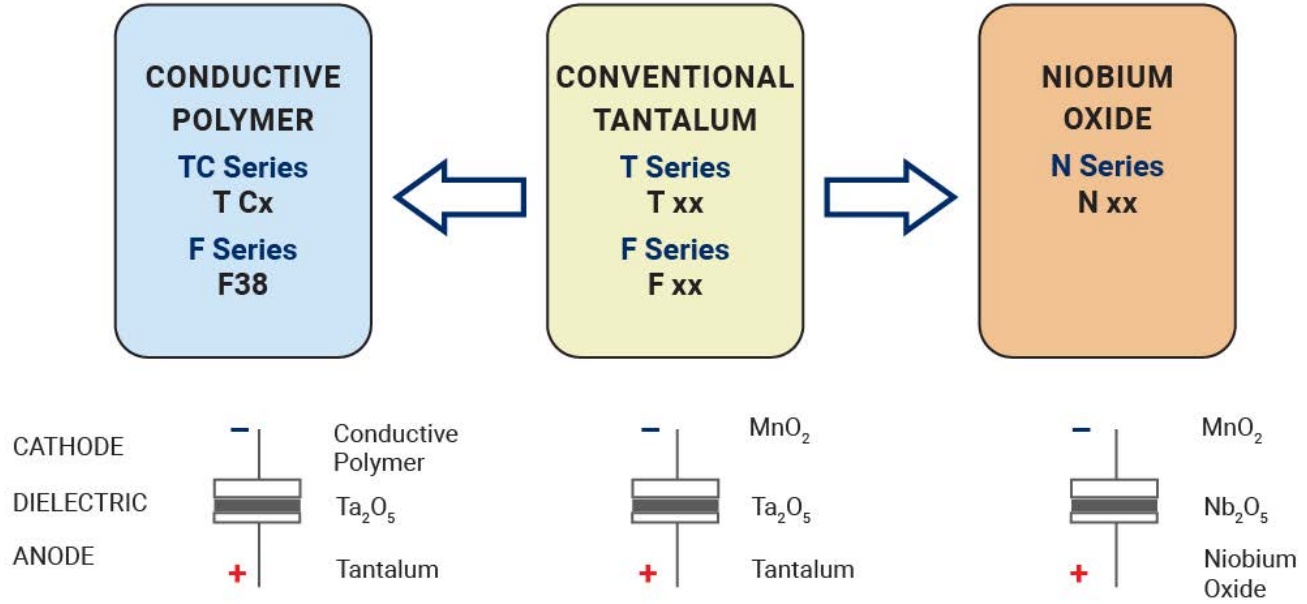 CONDUCTIVE
POLYMER
TC Series
T Cx
F Series
F38
CONVENTIONAL
TANTALUM
T Series
T xx
F Series
F xx
NIOBIUM
OXIDE
N Series
N xx
CATHODE
DIELECTRIC
ANODE
−
Conductive
Polymer
Ta₂O₅
+
Tantalum
−
MnO₂
Ta₂O₅
+
Tantalum
−
MnO₂
Nb₂O₅
+
Niobium
Oxide